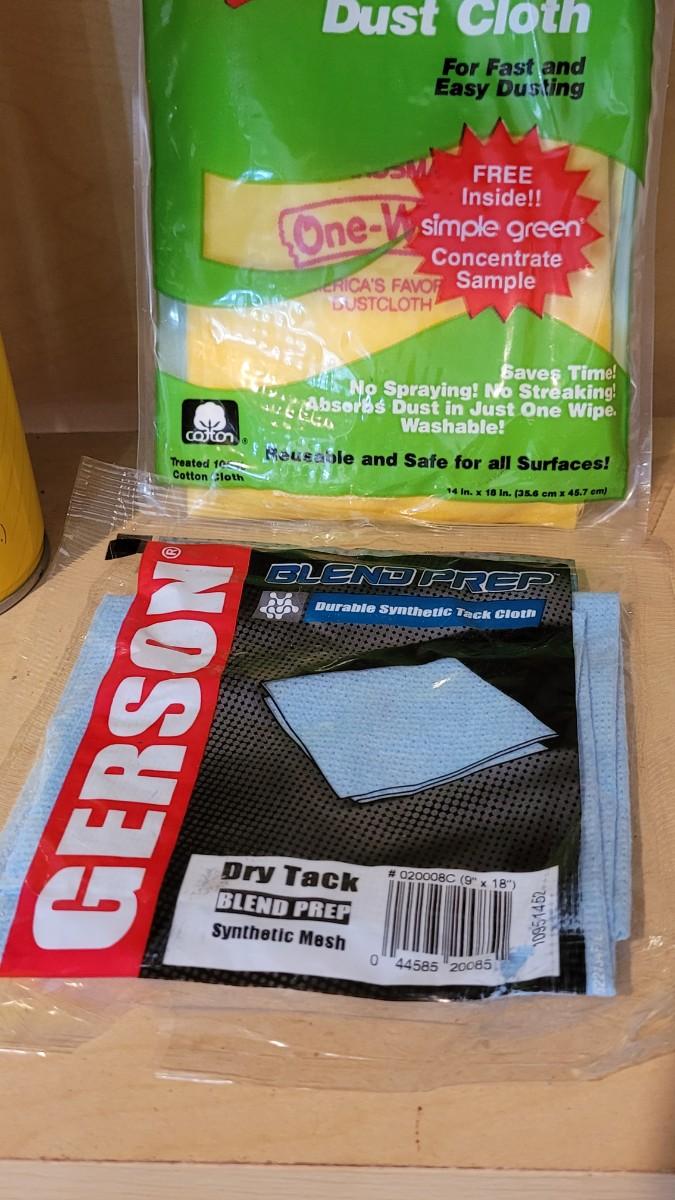 Dust Cloth
For Fast and
Easy Dusting
FREE
Inside!!
simple green®
Concentrate
Sample
DUSTCLOTH
Saves Time!
No Spraying! No Streaking!
Absorbs Dust in Just One Wipe.
Washable!
cotton®
Treated
Cotton Cloth
Reusable and Safe for all Surfaces!
14 in. x 18 in. (35.6 cm x 45.7 cm)
GERSON®
BLEND PREP
Durable Synthetic Tack Cloth
Dry Tack
BLEND PREP
Synthetic Mesh
# 020008C (9" x 18")
0 44585 20085
10951452